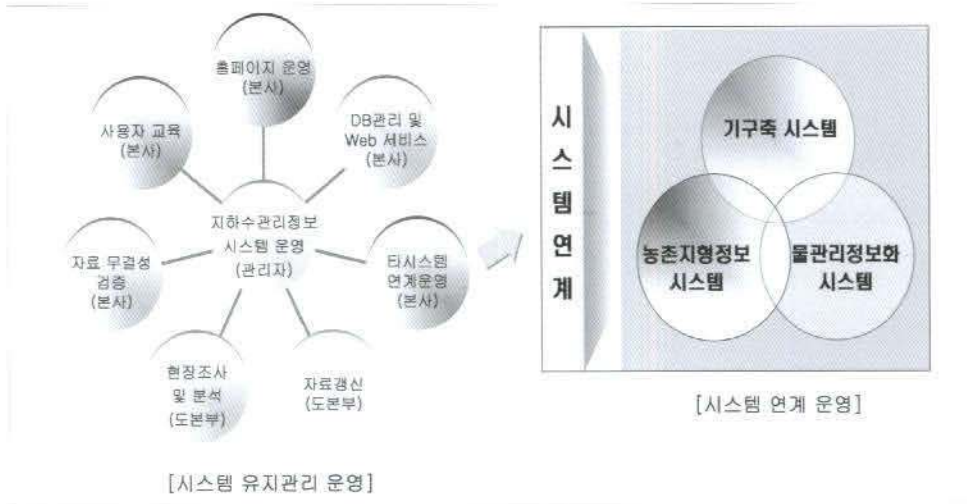 홈페이지 운영
(본사)
DB관리 및
Web 서비스
(본사)
사용자 교육
(본사)
지하수관리정보
시스템 운영
(관리자)
자료 무결성
검증
(본사)
타시스템
연계운영
(본사)
현장조사
및 분석
(도본부)
자료갱신
(도본부)
[시스템 유지관리 운영]
시
스
템
연
계
기구축 시스템
농촌지형정보
시스템
물관리정보화
시스템
[시스템 연계 운영]